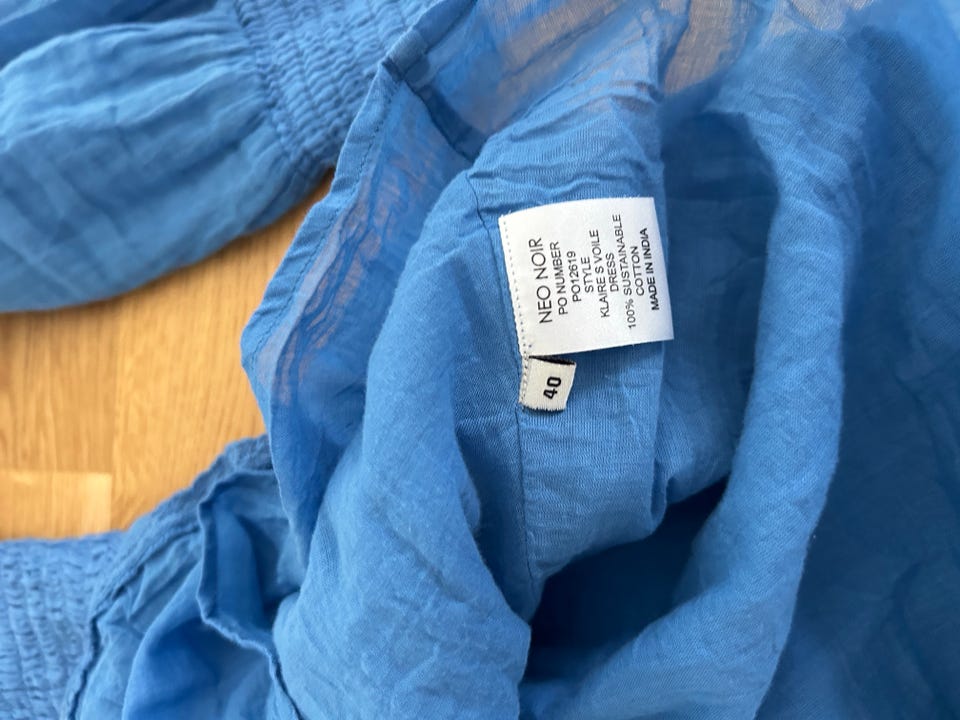 NEO NOIR
PO NUMBER
PO12619
STYLE
KLAIRE S VOILE
DRESS
100% SUSTAINABLE
COTTON
MADE IN INDIA
40